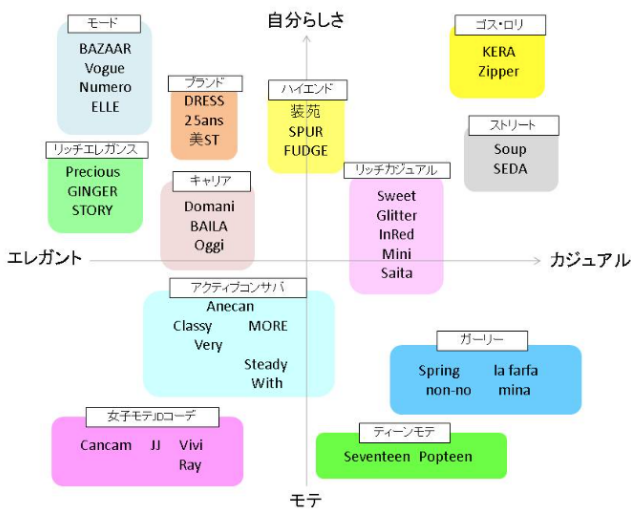 自分らしさ
モード
BAZAAR
Vogue
Numero
ELLE
ブランド
DRESS
25ans
美ST
ハイエンド
装苑
SPUR
FUDGE
ゴス・ロリ
KERA
Zipper
ストリート
Soup
SEDA
リッチエレガンス
Precious
GINGER
STORY
キャリア
Domani
BAILA
Oggi
リッチカジュアル
Sweet
Glitter
InRed
Mini
Saita
エレガント
カジュアル
アクティブコンサバ
Anecan
Classy MORE
Very
Steady
With
ガーリー
Spring la farfa
non-no mina
女子モテJDコーデ
Cancam JJ Vivi
Ray
ティーンモテ
Seventeen Popteen
モテ